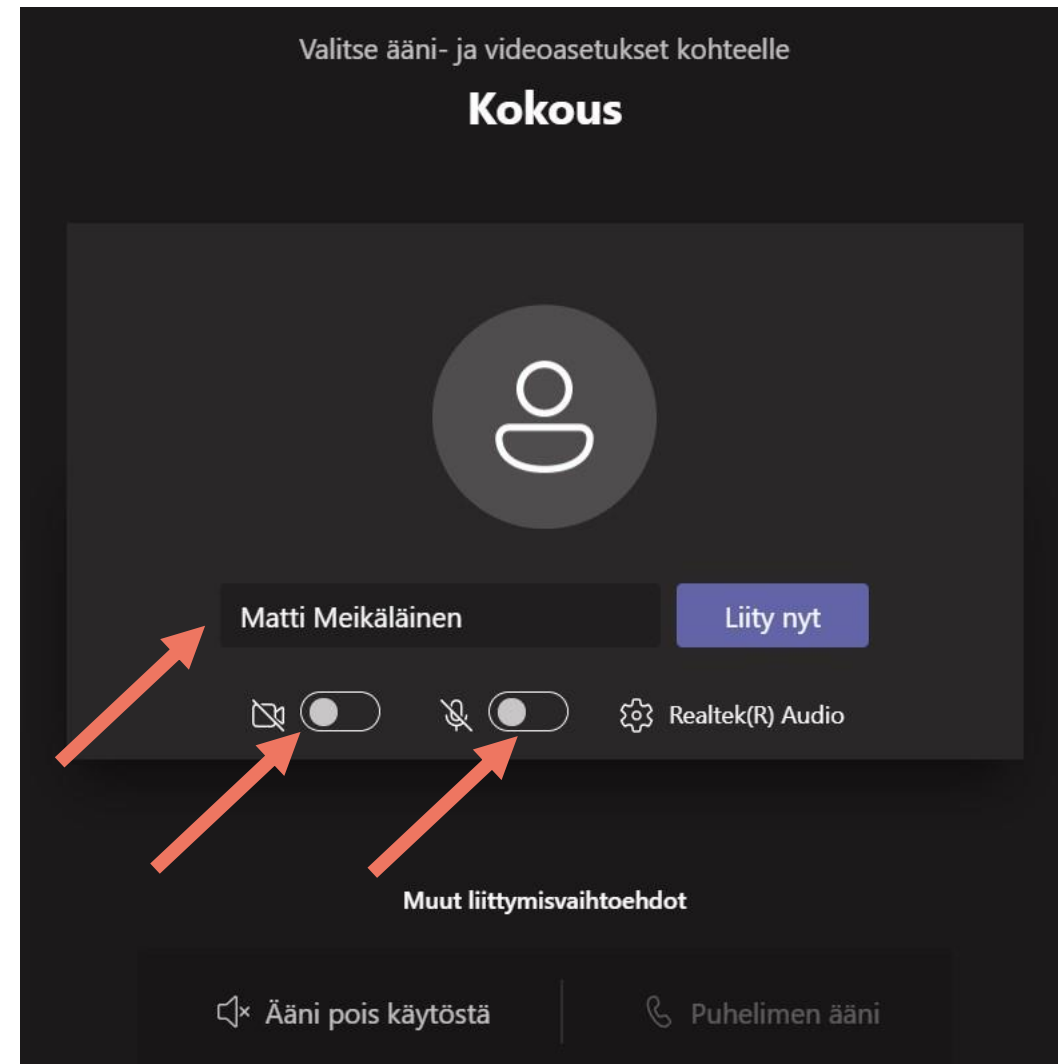 Valitse ääni- ja videoasetukset kohteelle
Kokous
Matti Meikäläinen
Liity nyt
Realtek(R) Audio
Muut liittymisvaihtoehdot
Ääni pois käytöstä
Puhelimen ääni